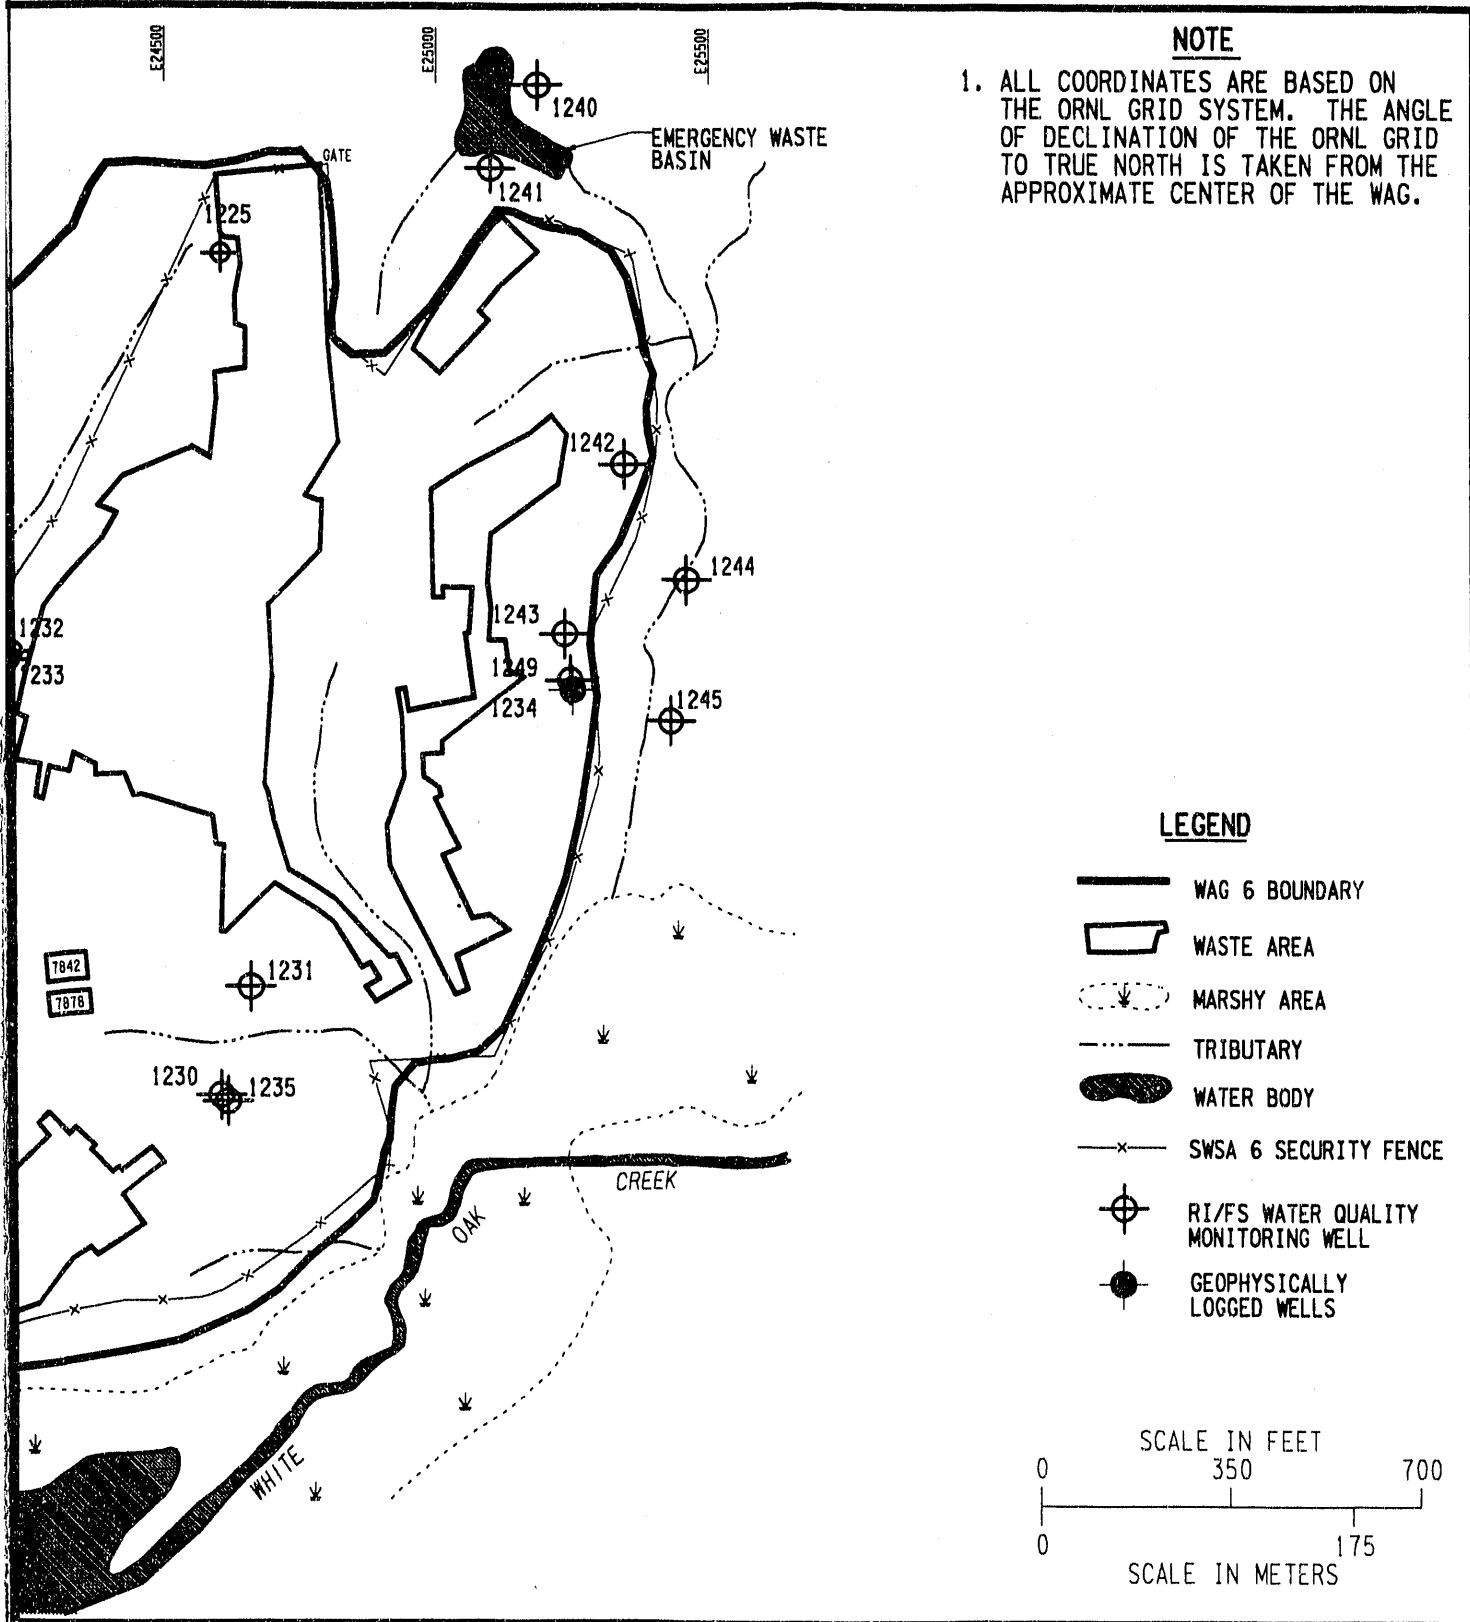 E24500
E25000
E25500
NOTE
1. ALL COORDINATES ARE BASED ON
THE ORNL GRID SYSTEM. THE ANGLE
OF DECLINATION OF THE ORNL GRID
TO TRUE NORTH IS TAKEN FROM THE
APPROXIMATE CENTER OF THE WAG.
1240
EMERGENCY WASTE
BASIN
GATE
1241
1225
1242
1244
1243
1232
1233
1249
1234
1245
LEGEND
WAG 6 BOUNDARY
WASTE AREA
MARSHY AREA
TRIBUTARY
WATER BODY
SWSA 6 SECURITY FENCE
RI/FS WATER QUALITY
MONITORING WELL
GEOPHYSICALLY
LOGGED WELLS
7842
7878
1231
1230
1235
WHITE
OAK
CREEK
SCALE IN FEET
0 350 700
0 175
SCALE IN METERS